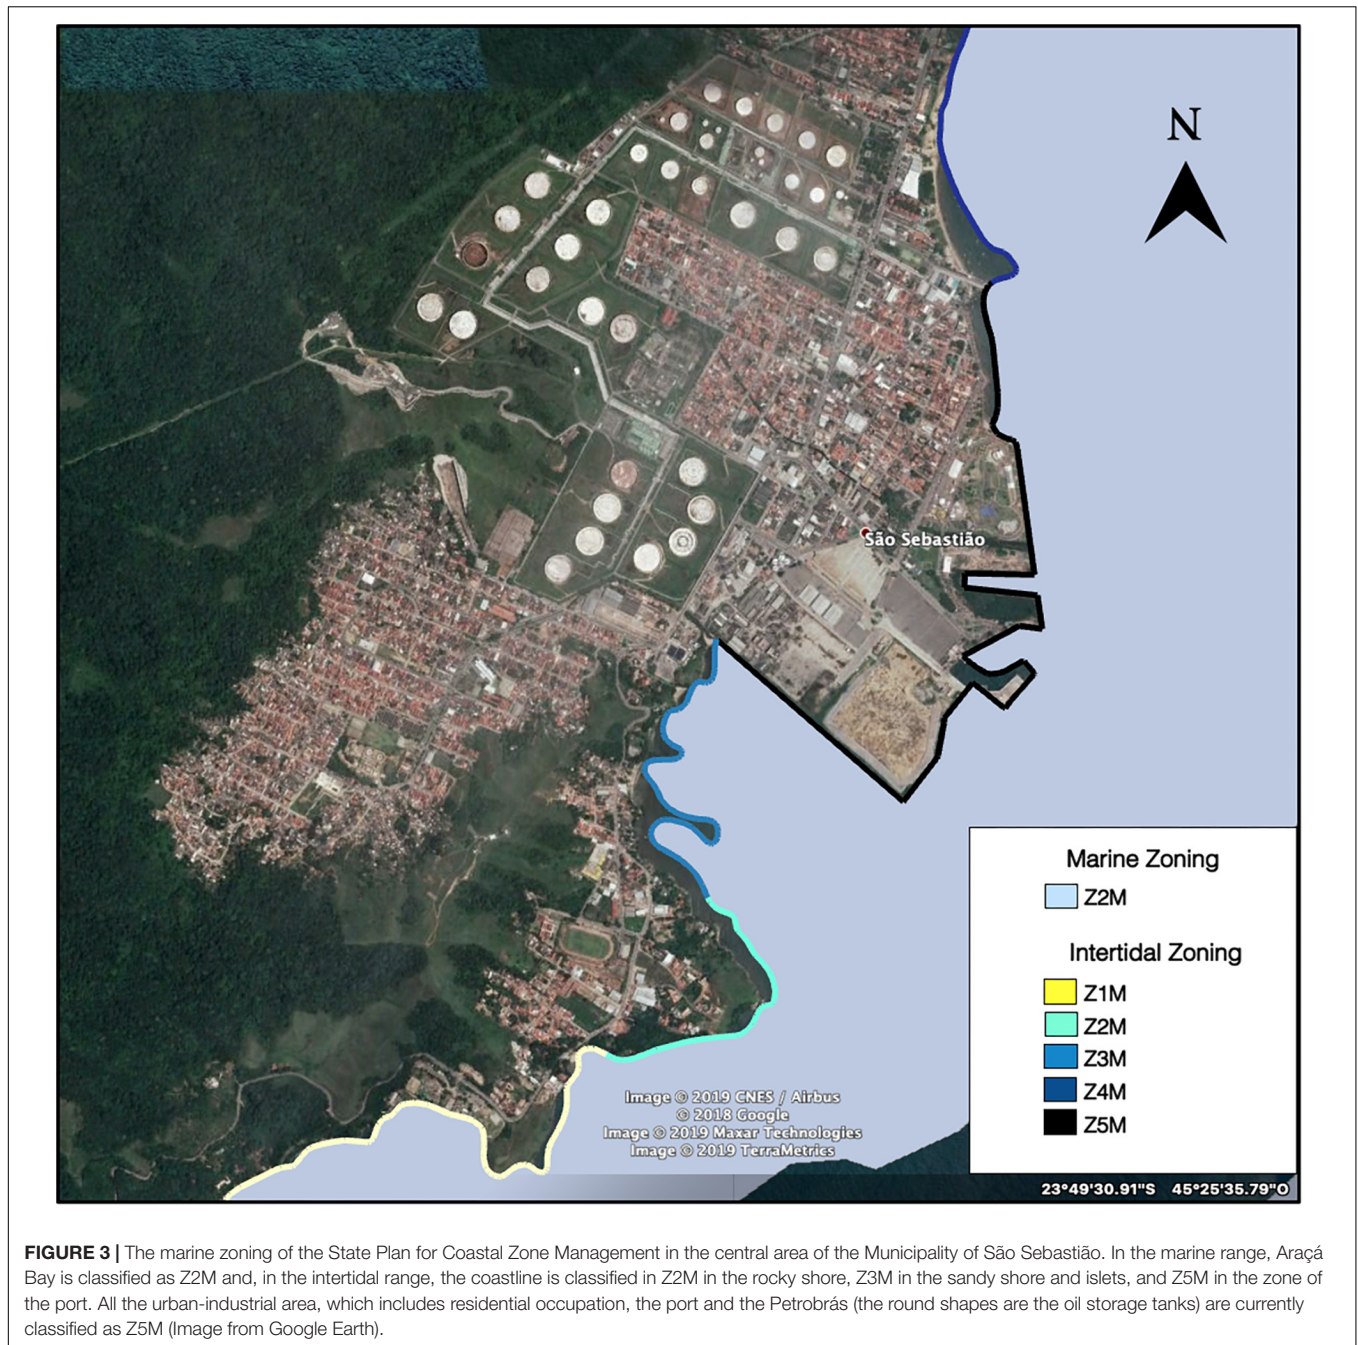 N
São Sebastião
Marine Zoning
Z2M
Intertidal Zoning
Z1M
Z2M
Z3M
Z4M
Z5M
Image © 2019 CNES / Airbus
© 2018 Google
Image © 2019 Maxar Technologies
Image © 2019 TerraMetrics
23°49'30.91"S 45°25'35.79"O
FIGURE 3 | The marine zoning of the State Plan for Coastal Zone Management in the central area of the Municipality of São Sebastião. In the marine range, Araçá
Bay is classified as Z2M and, in the intertidal range, the coastline is classified in Z2M in the rocky shore, Z3M in the sandy shore and islets, and Z5M in the zone of
the port. All the urban-industrial area, which includes residential occupation, the port and the Petrobrás (the round shapes are the oil storage tanks) are currently
classified as Z5M (Image from Google Earth).